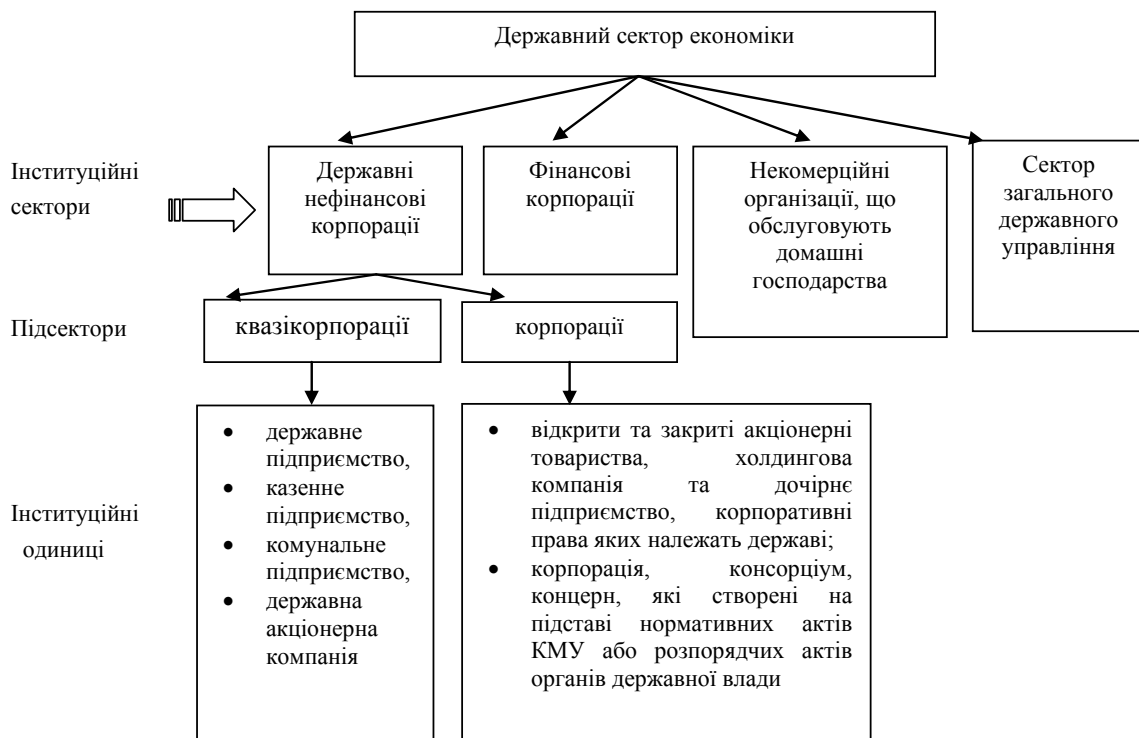 Державний сектор економіки
Інституційні
сектори
Державні
нефінансові
корпорації
Фінансові
корпорації
Некомерційні
організації, що
обслуговують
домашні
господарства
Сектор
загального
державного
управління
Підсектори
квазікорпорації
корпорації
Інституційні
одиниці
• державне
підприємство,
• казенне
підприємство,
• комунальне
підприємство,
• державна
акціонерна
компанія
• відкрити та закриті акціонерні
товариства, холдингова
компанія та дочірнє
підприємство, корпоративні
права яких належать державі;
• корпорація, консорціум,
концерн, які створені на
підставі нормативних актів
КМУ або розпорядчих актів
органів державної влади